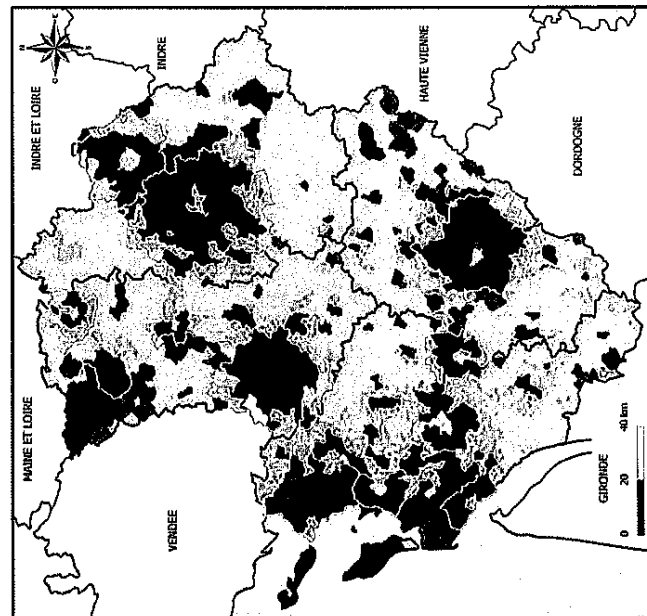 MAINE ET LOIRE
INDRE ET LOIRE
INDRE
VENDEE
HAUTE VIENNE
GIRONDE
DORDOGNE
N
S
E
O
0 20 40 km